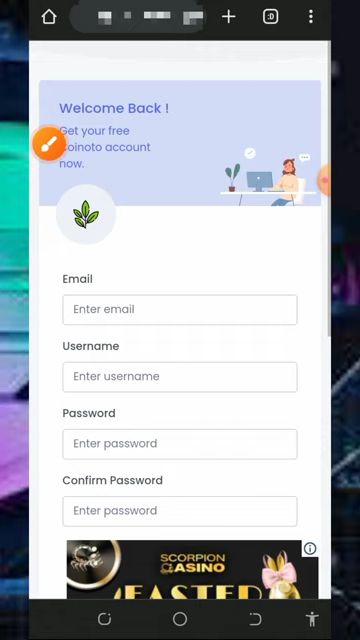 :D
Welcome Back !
Get your free
Coinoto account
now.
Email
Enter email
Username
Enter username
Password
Enter password
Confirm Password
Enter password
SCORPION
CASINO
EASTER